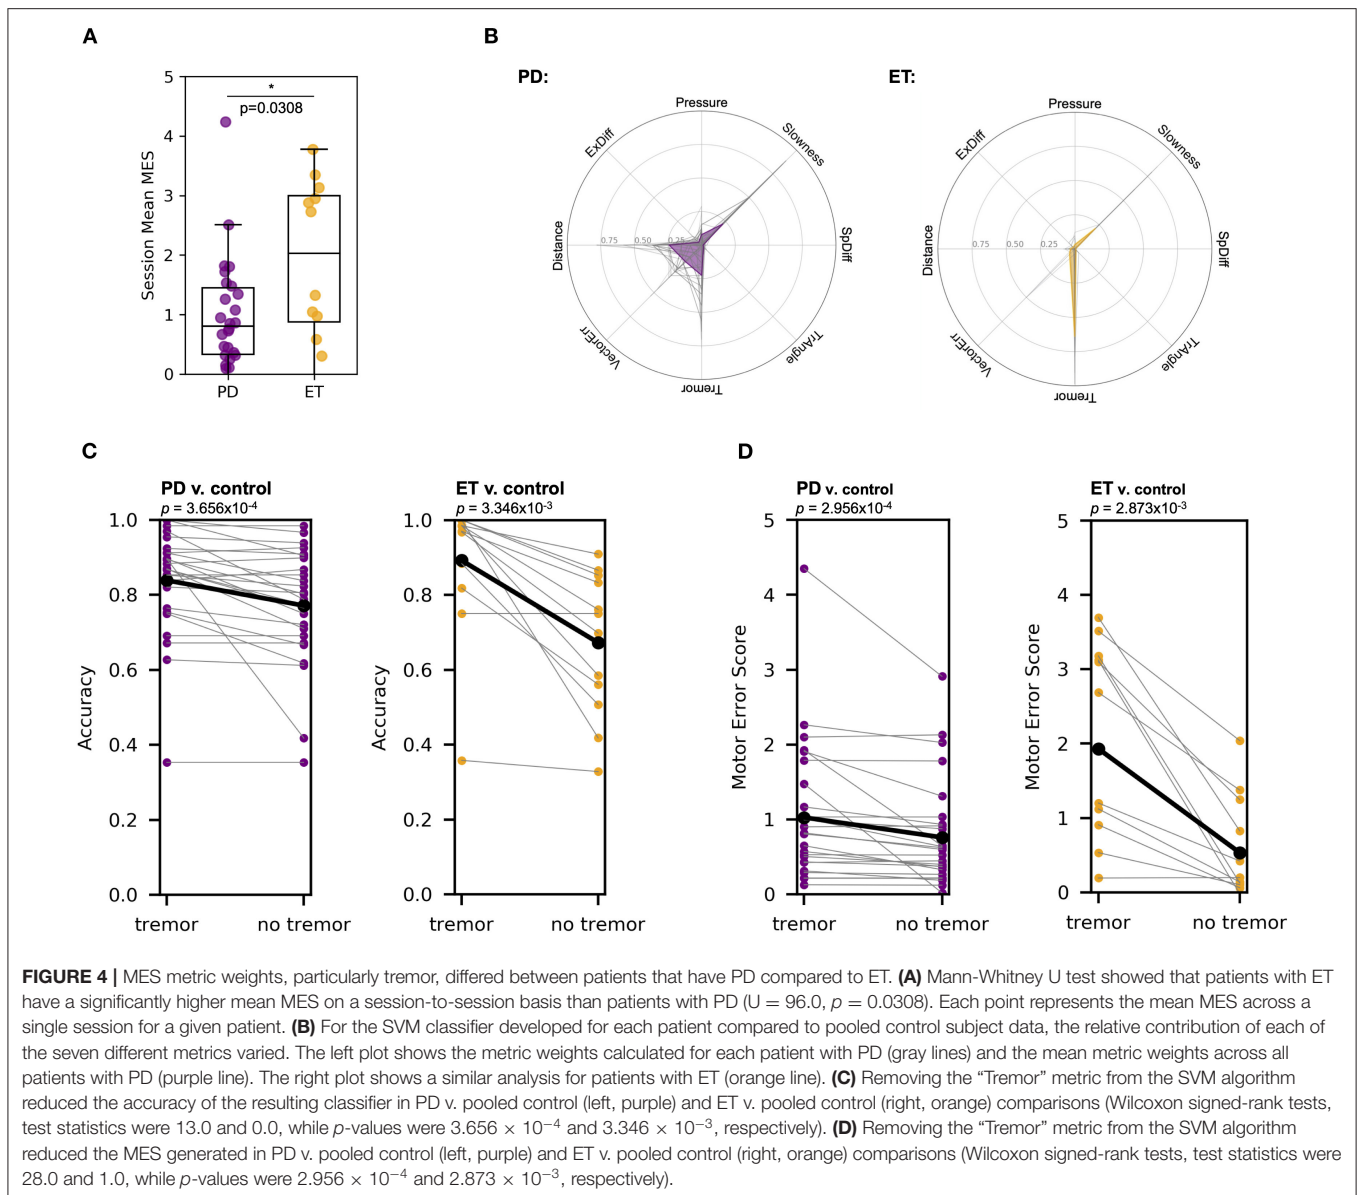 A
5
4
3
2
1
0
Session Mean MES
*
p=0.0308
PD
ET
B
PD:
Pressure
Slowness
SpDiff
TrAngle
Tremor
VectorErr
Distance
ExDiff
0.75
0.50
0.25
ET:
Pressure
Slowness
SpDiff
TrAngle
Tremor
VectorErr
Distance
ExDiff
0.75
0.50
0.25
C
PD v. control
p = 3.656x10-4
1.0
0.8
0.6
0.4
0.2
0.0
Accuracy
tremor
no tremor
ET v. control
p = 3.346x10-3
1.0
0.8
0.6
0.4
0.2
0.0
Accuracy
tremor
no tremor
D
PD v. control
p = 2.956x10-4
5
4
3
2
1
0
Motor Error Score
tremor
no tremor
ET v. control
p = 2.873x10-3
5
4
3
2
1
0
Motor Error Score
tremor
no tremor
FIGURE 4 | MES metric weights, particularly tremor, differed between patients that have PD compared to ET. (A) Mann-Whitney U test showed that patients with ET
have a significantly higher mean MES on a session-to-session basis than patients with PD (U = 96.0, p = 0.0308). Each point represents the mean MES across a
single session for a given patient. (B) For the SVM classifier developed for each patient compared to pooled control subject data, the relative contribution of each of
the seven different metrics varied. The left plot shows the metric weights calculated for each patient with PD (gray lines) and the mean metric weights across all
patients with PD (purple line). The right plot shows a similar analysis for patients with ET (orange line). (C) Removing the “Tremor” metric from the SVM algorithm
reduced the accuracy of the resulting classifier in PD v. pooled control (left, purple) and ET v. pooled control (right, orange) comparisons (Wilcoxon signed-rank tests,
test statistics were 13.0 and 0.0, while p-values were 3.656 × 10−4 and 3.346 × 10−3, respectively). (D) Removing the “Tremor” metric from the SVM algorithm
reduced the MES generated in PD v. pooled control (left, purple) and ET v. pooled control (right, orange) comparisons (Wilcoxon signed-rank tests, test statistics were
28.0 and 1.0, while p-values were 2.956 × 10−4 and 2.873 × 10−3, respectively).